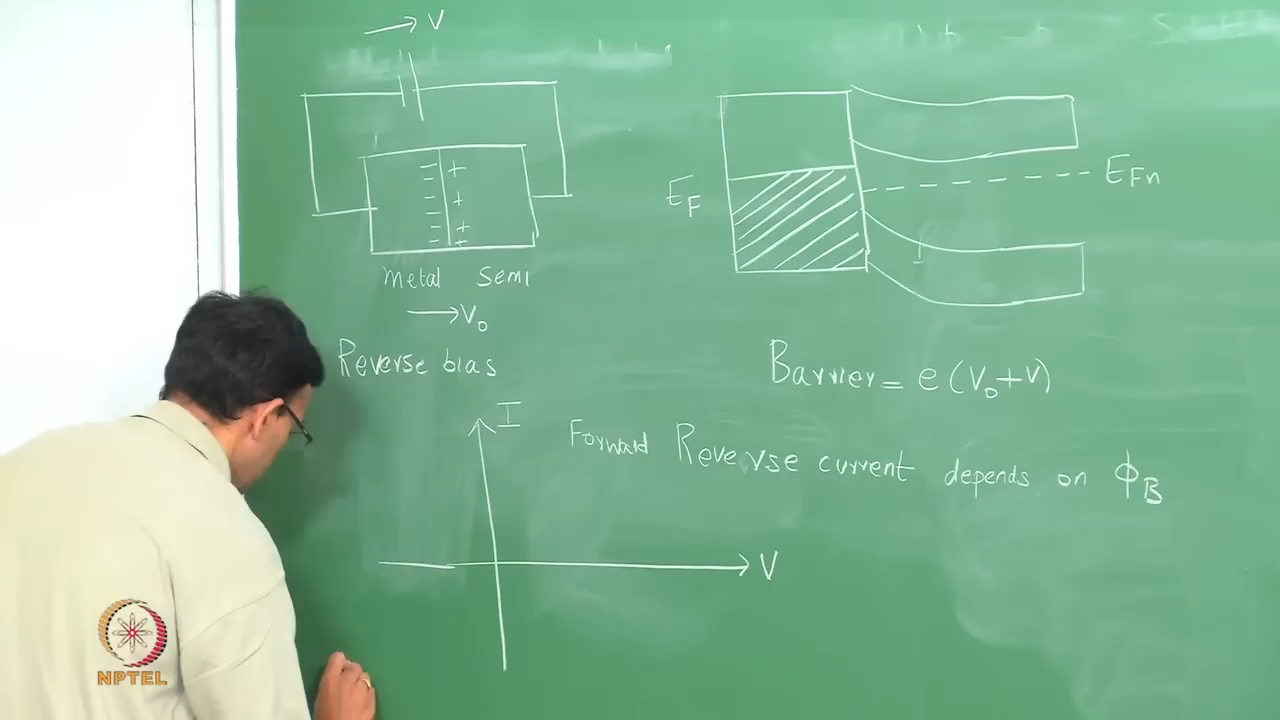 V
E_F
E_Fn
metal semi
V₀
Reverse bias
Barrier = e(V₀+V)
I
Forward Reverse current depends on ϕ_B
V
NPTEL